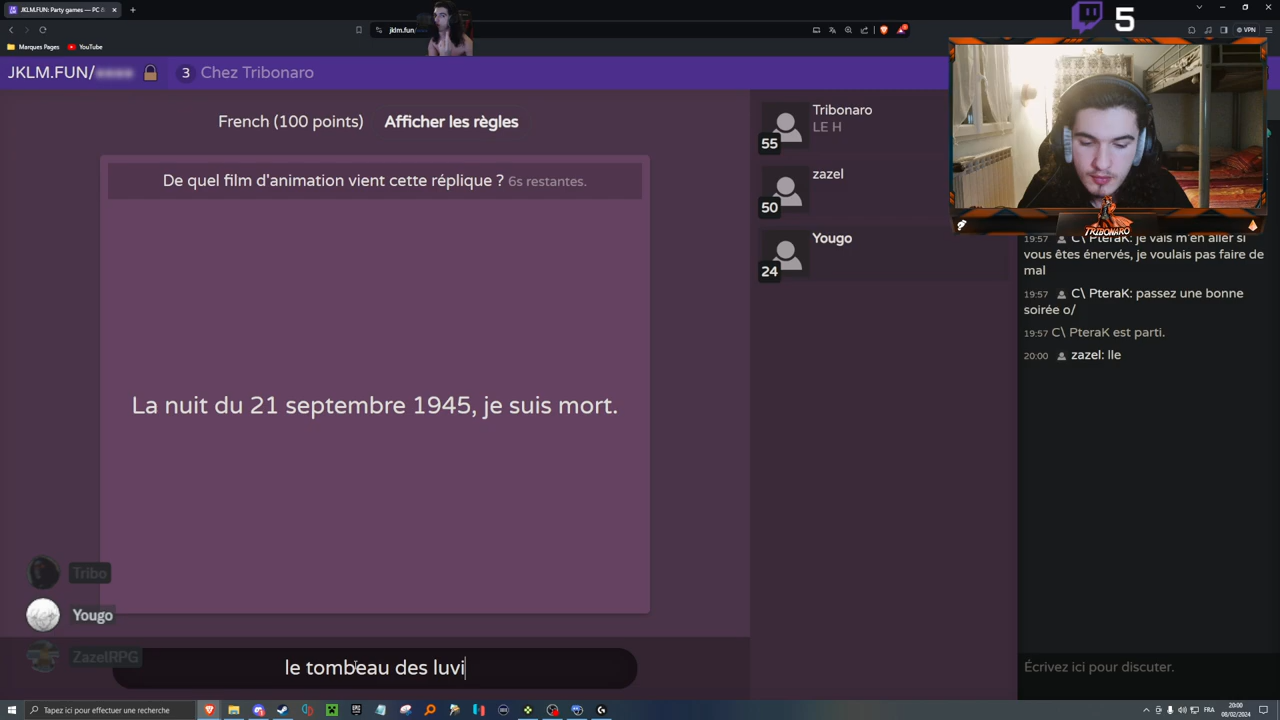 JKLM.FUN: Party games — PC &
jklm.fun/
VPN
Marques Pages
YouTube
5
JKLM.FUN/
3
Chez Tribonaro
French (100 points)
Afficher les règles
De quel film d'animation vient cette réplique ? 6s restantes.
La nuit du 21 septembre 1945, je suis mort.
Tribonaro
LE H
55
zazel
50
Yougo
24
TRIBONARO
19:57 C\ PteraK: je vais m'en aller si
vous êtes énervés, je voulais pas faire de
mal
19:57 C\ PteraK: passez une bonne
soirée o/
19:57 C\ PteraK est parti.
20:00 zazel: lle
Tribo
Yougo
ZazelRPG
le tombeau des luvi
Écrivez ici pour discuter.
Tapez ici pour effectuer une recherche
FR
20:00
08/02/2024